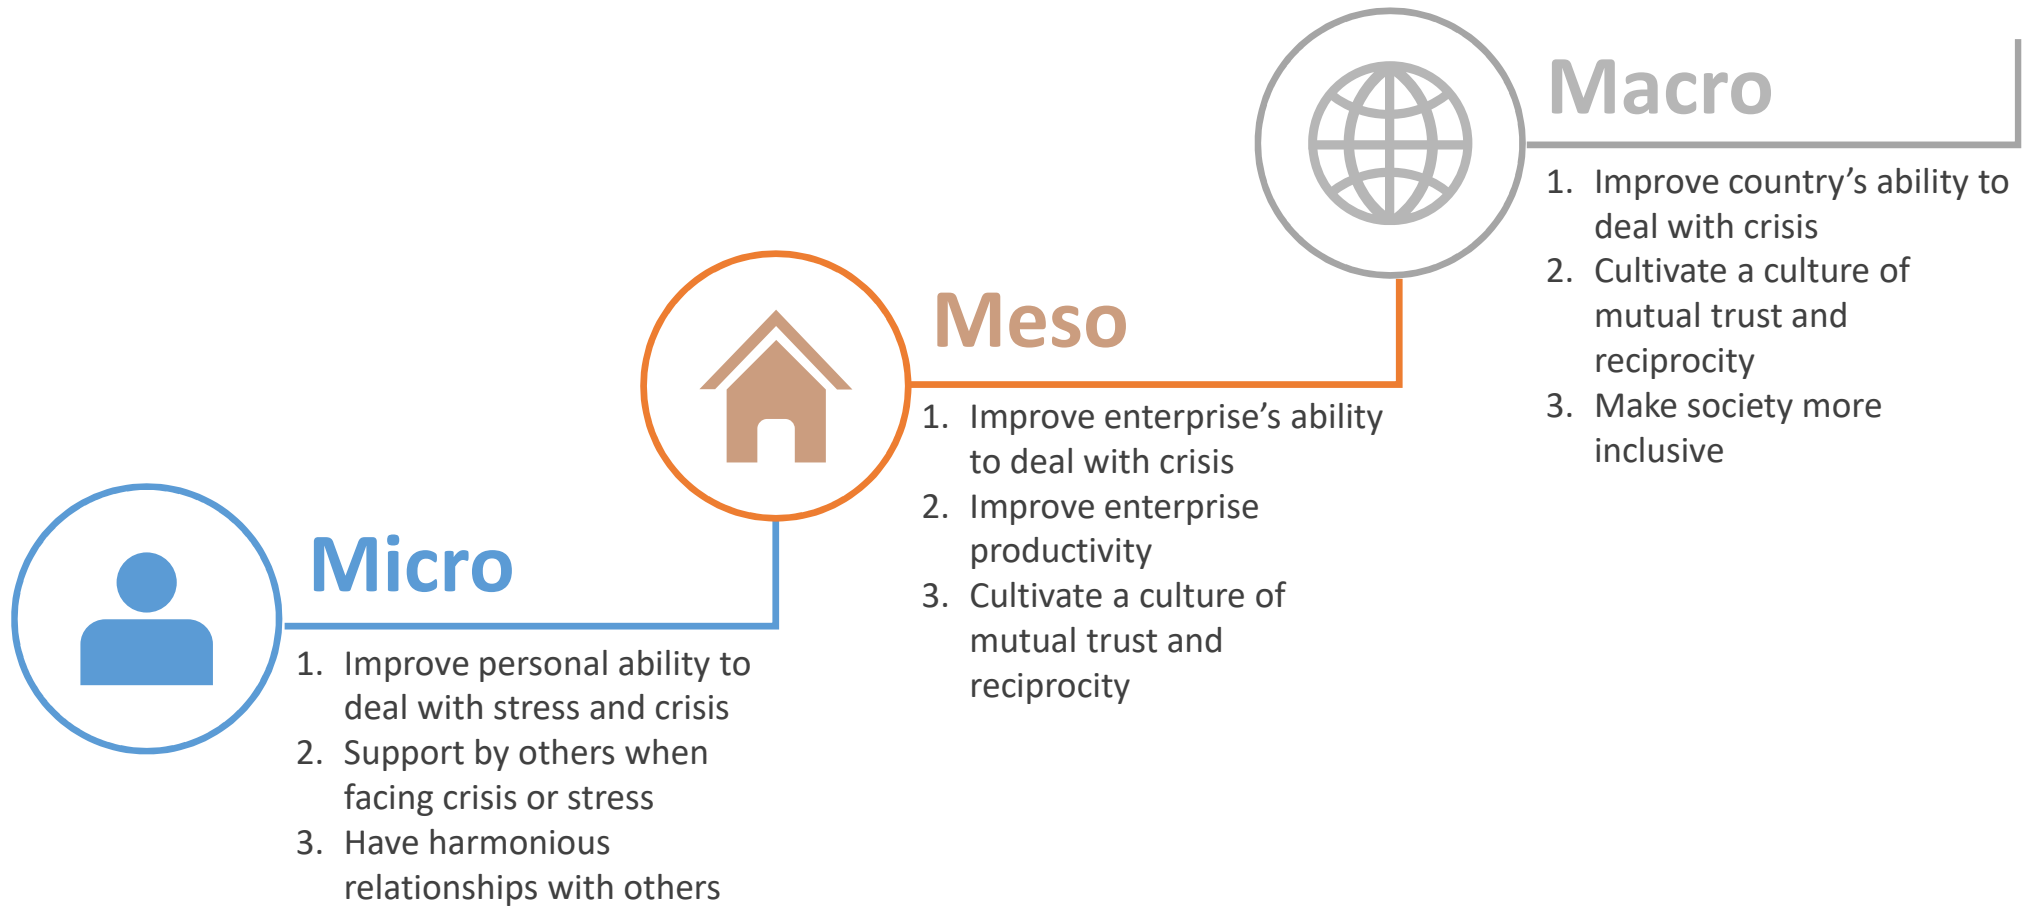 Macro
1. Improve country’s ability to
deal with crisis
2. Cultivate a culture of
mutual trust and
reciprocity
3. Make society more
inclusive
Meso
1. Improve enterprise’s ability
to deal with crisis
2. Improve enterprise
productivity
3. Cultivate a culture of
mutual trust and
reciprocity
Micro
1. Improve personal ability to
deal with stress and crisis
2. Support by others when
facing crisis or stress
3. Have harmonious
relationships with others